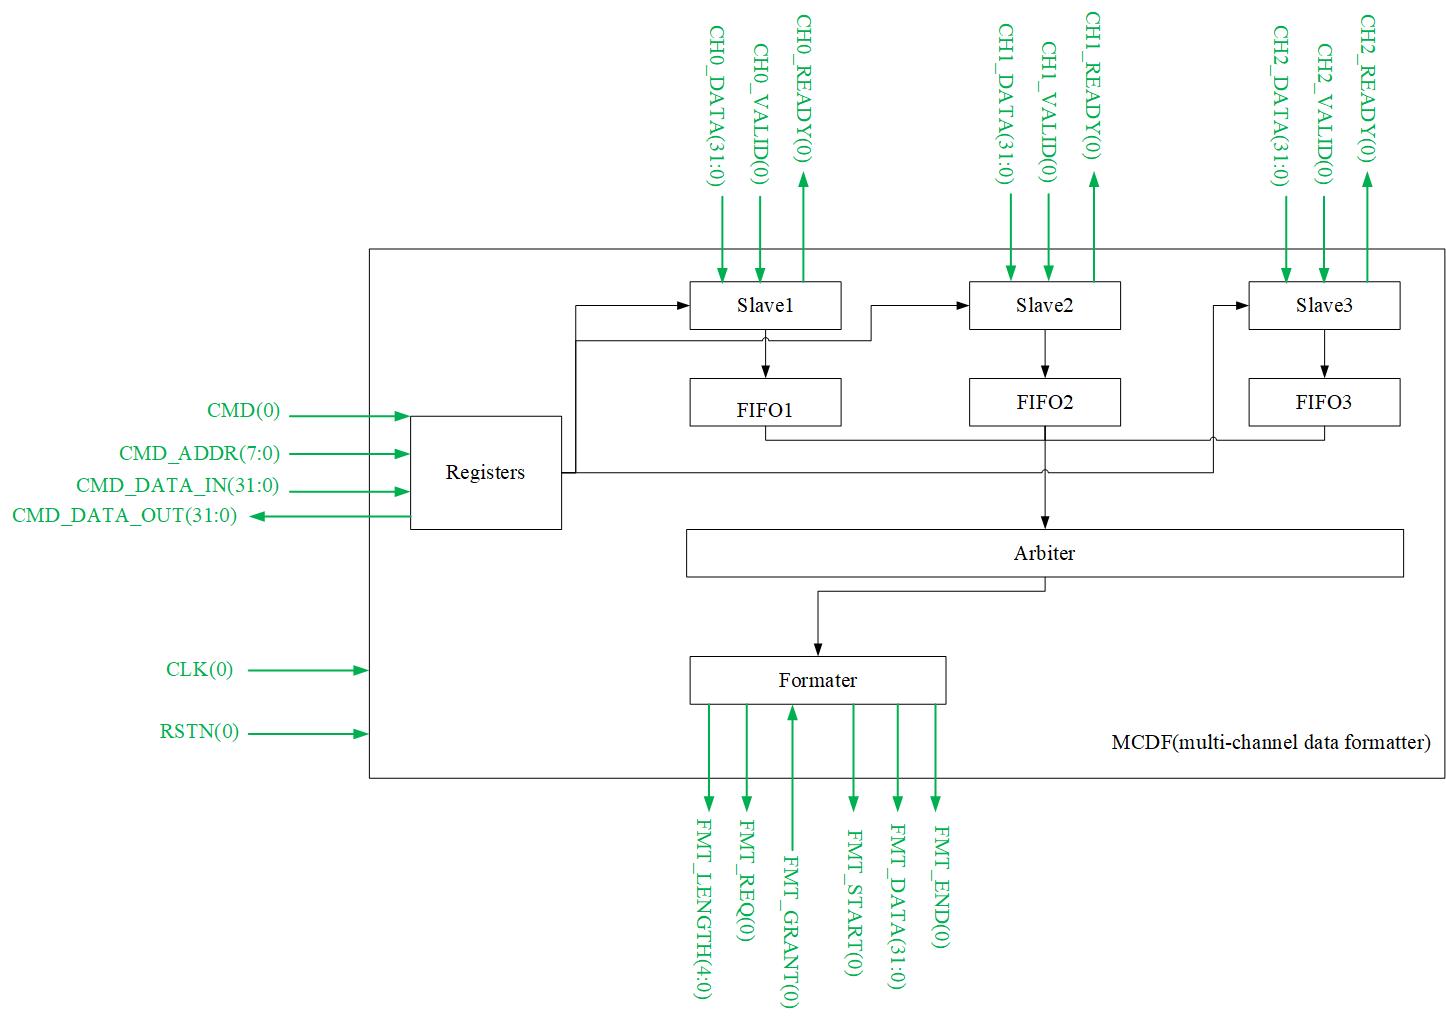 CH0_DATA(31:0)
CH0_VALID(0)
CH0_READY(0)
CH1_DATA(31:0)
CH1_VALID(0)
CH1_READY(0)
CH2_DATA(31:0)
CH2_VALID(0)
CH2_READY(0)
Slave1
Slave2
Slave3
FIFO1
FIFO2
FIFO3
CMD(0)
CMD_ADDR(7:0)
CMD_DATA_IN(31:0)
CMD_DATA_OUT(31:0)
Registers
Arbiter
CLK(0)
RSTN(0)
Formater
MCDF(multi-channel data formatter)
FMT_LENGTH(4:0)
FMT_REQ(0)
FMT_GRANT(0)
FMT_START(0)
FMT_DATA(31:0)
FMT_END(0)